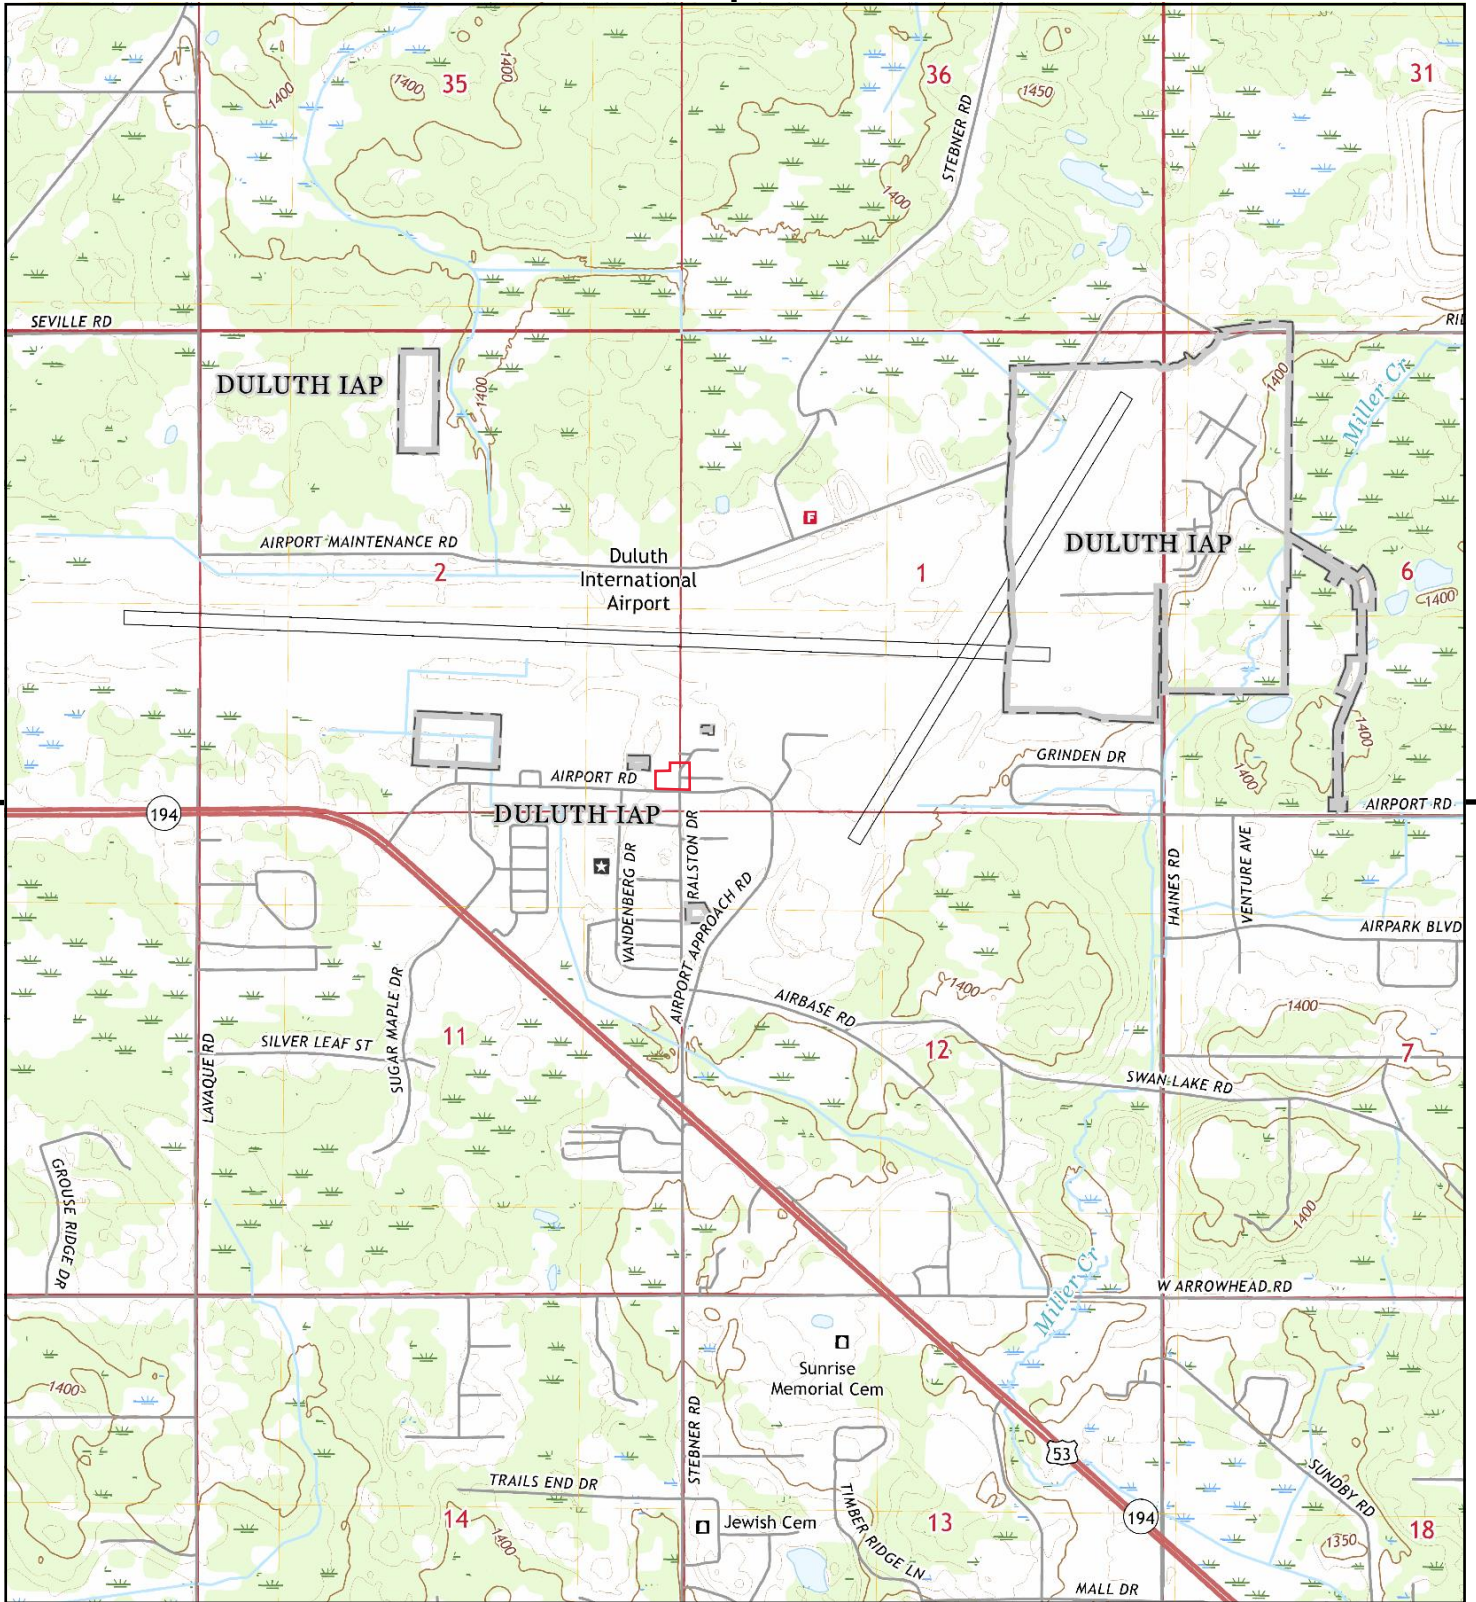 1400
1400
35
1400
36
1450
31
STEBNER RD
1400
SEVILLE RD
DULUTH IAP
1400
1400
Miller Cr
F
AIRPORT MAINTENANCE RD
2
Duluth
International
Airport
1
DULUTH IAP
6
1400
AIRPORT RD
GRINDEN DR
1400
1400
194
DULUTH IAP
AIRPORT RD
VANDENBERG DR
RALSTON DR
AIRPORT APPROACH RD
HAINES RD
VENTURE AVE
AIRPARK BLVD
SUGAR MAPLE DR
1400
AIRBASE RD
1400
LAVAQUE RD
SILVER LEAF ST
11
12
7
SWAN LAKE RD
GROUSE RIDGE DR
1400
Miller Cr
W ARROWHEAD RD
Sunrise
Memorial Cem
1400
STEBNER RD
53
TRAILS END DR
TIMBER RIDGE LN
SUNDBY RD
14
1400
Jewish Cem
13
194
1350
18
MALL DR